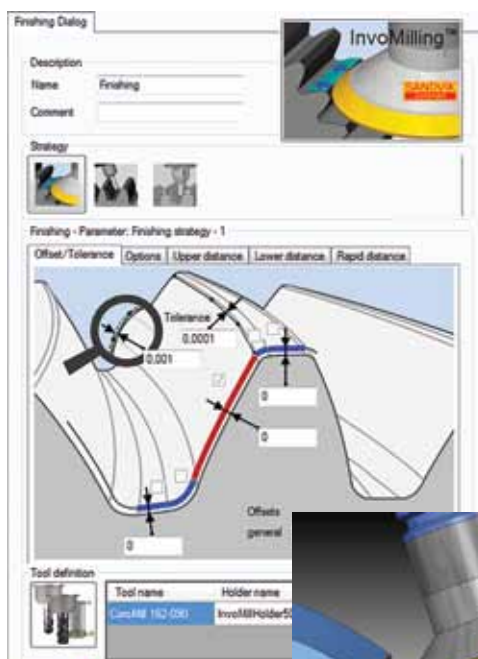 Finishing Dialog
InvoMilling™
SANDVIK
Description
Name Finishing
Comment
Strategy
Finishing - Parameter: Finishing strategy - 1
Offset/Tolerance Options Upper distance Lower distance Rapid distance
Tolerance
0.0001
0.001
0
0
0
Offsets
general
Tool definition
Tool name Holder name
CoroMill 162-090 InvoMillHolder50